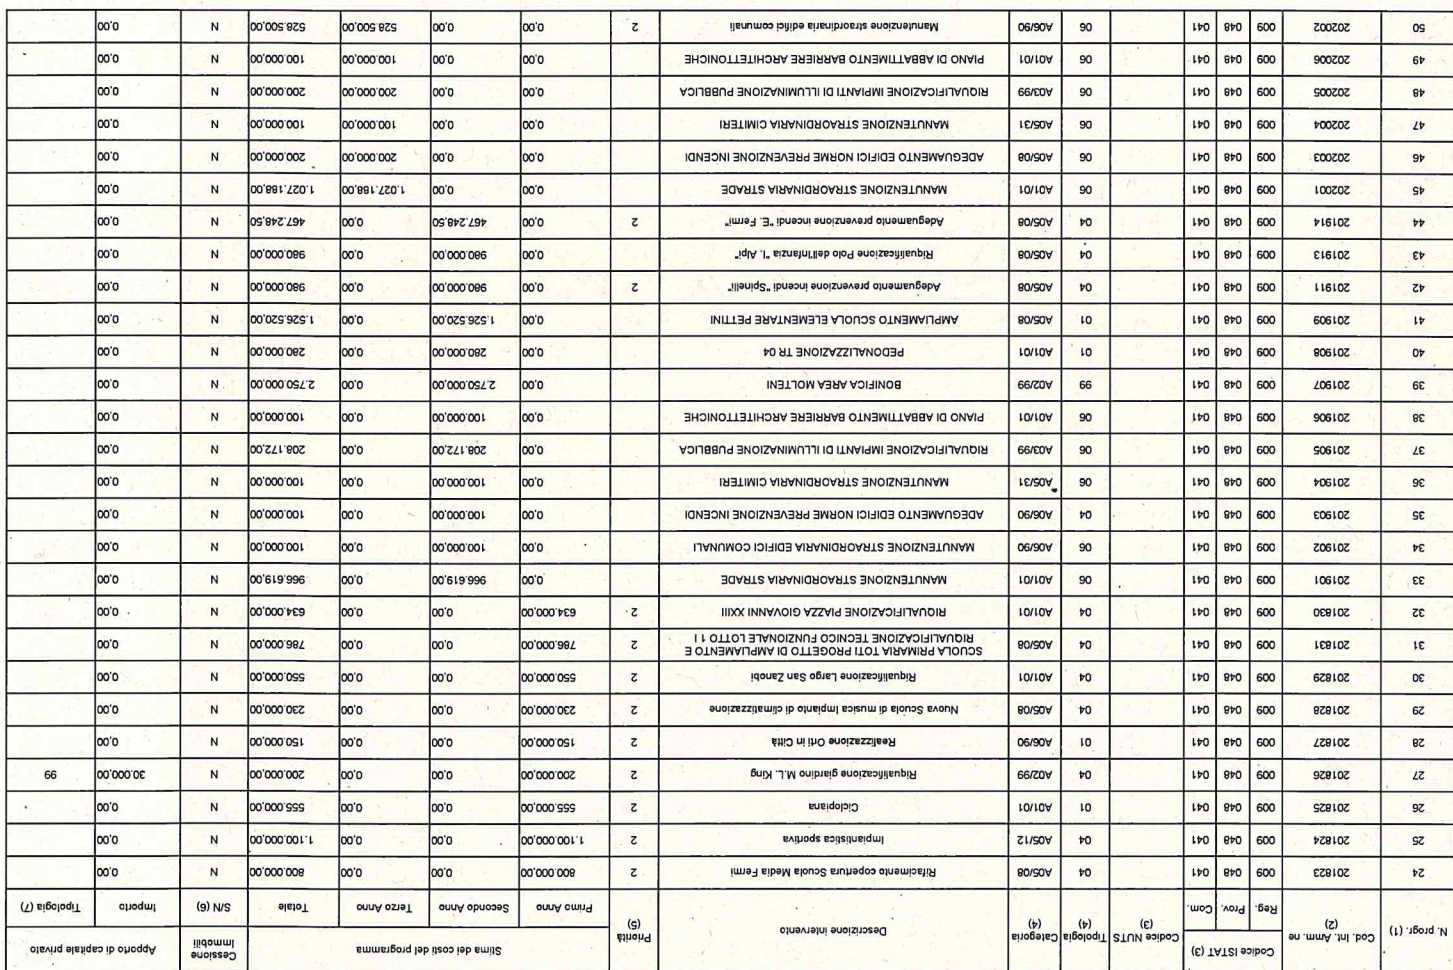 N. progr. (1) Cod. Int. Amm. ne (2) Codice ISTAT (3) Codice NUTS (3) Tipologia (4) Categoria (4) Descrizione intervento Priorità (5) Stima dei costi del programma Cessione Immobili Apporto di capitale privato
Reg. Prov. Com. Primo Anno Secondo Anno Terzo Anno Totale S/N (6) Importo Tipologia (7)
24 201823 009 048 041 04 A05/08 Rifacimento copertura Scuola Media Fermi 2 800.000,00 0,00 0,00 800.000,00 N 0,00
25 201824 009 048 041 04 A05/12 Impiantistica sportiva 2 1.100.000,00 0,00 0,00 1.100.000,00 N 0,00
26 201825 009 048 041 01 A01/01 Ciclopiana 2 555.000,00 0,00 0,00 555.000,00 N 0,00
27 201826 009 048 041 04 A02/99 Riqualificazione giardino M.L. King 2 200.000,00 0,00 0,00 200.000,00 N 30.000,00 99
28 201827 009 048 041 01 A06/90 Realizzazione Orti in Città 2 150.000,00 0,00 0,00 150.000,00 N 0,00
29 201828 009 048 041 04 A05/08 Nuova Scuola di musica Impianto di climatizzazione 2 230.000,00 0,00 0,00 230.000,00 N 0,00
30 201829 009 048 041 04 A01/01 Riqualificazione Largo San Zanobi 2 550.000,00 0,00 0,00 550.000,00 N 0,00
31 201831 009 048 041 04 A05/08 SCUOLA PRIMARIA TOTI PROGETTO DI AMPLIAMENTO E RIQUALIFICAZIONE TECNICO FUNZIONALE LOTTO 1 I 2 786.000,00 0,00 0,00 786.000,00 N 0,00
32 201830 009 048 041 04 A01/01 RIQUALIFICAZIONE PIAZZA GIOVANNI XXIII 2 634.000,00 0,00 0,00 634.000,00 N 0,00
33 201901 009 048 041 06 A01/01 MANUTENZIONE STRAORDINARIA STRADE 0,00 966.619,00 0,00 966.619,00 N 0,00
34 201902 009 048 041 06 A06/90 MANUTENZIONE STRAORDINARIA EDIFICI COMUNALI 0,00 100.000,00 0,00 100.000,00 N 0,00
35 201903 009 048 041 04 A06/90 ADEGUAMENTO EDIFICI NORME PREVENZIONE INCENDI 0,00 100.000,00 0,00 100.000,00 N 0,00
36 201904 009 048 041 06 A05/31 MANUTENZIONE STRAORDINARIA CIMITERI 0,00 100.000,00 0,00 100.000,00 N 0,00
37 201905 009 048 041 06 A03/99 RIQUALIFICAZIONE IMPIANTI DI ILLUMINAZIONE PUBBLICA 0,00 208.172,00 0,00 208.172,00 N 0,00
38 201906 009 048 041 06 A01/01 PIANO DI ABBATTIMENTO BARRIERE ARCHITETTONICHE 0,00 100.000,00 0,00 100.000,00 N 0,00
39 201907 009 048 041 99 A02/99 BONIFICA AREA MOLTENI 0,00 2.750.000,00 0,00 2.750.000,00 N 0,00
40 201908 009 048 041 01 A01/01 PEDONALIZZAZIONE TR 04 0,00 280.000,00 0,00 280.000,00 N 0,00
41 201909 009 048 041 01 A05/08 AMPLIAMENTO SCUOLA ELEMENTARE PETTINI 0,00 1.526.520,00 0,00 1.526.520,00 N 0,00
42 201911 009 048 041 04 A05/08 Adeguamento prevenzione incendi "Spinelli" 2 0,00 980.000,00 0,00 980.000,00 N 0,00
43 201913 009 048 041 04 A05/08 Riqualificazione Polo dell'infanzia "I. Alpi" 0,00 980.000,00 0,00 980.000,00 N 0,00
44 201914 009 048 041 04 A05/08 Adeguamento prevenzione incendi "E. Fermi" 2 0,00 467.248,50 0,00 467.248,50 N 0,00
45 202001 009 048 041 06 A01/01 MANUTENZIONE STRAORDINARIA STRADE 0,00 0,00 1.027.188,00 1.027.188,00 N 0,00
46 202003 009 048 041 06 A05/08 ADEGUAMENTO EDIFICI NORME PREVENZIONE INCENDI 0,00 0,00 200.000,00 200.000,00 N 0,00
47 202004 009 048 041 06 A05/31 MANUTENZIONE STRAORDINARIA CIMITERI 0,00 0,00 100.000,00 100.000,00 N 0,00
48 202005 009 048 041 06 A03/99 RIQUALIFICAZIONE IMPIANTI DI ILLUMINAZIONE PUBBLICA 0,00 0,00 200.000,00 200.000,00 N 0,00
49 202006 009 048 041 06 A01/01 PIANO DI ABBATTIMENTO BARRIERE ARCHITETTONICHE 0,00 0,00 100.000,00 100.000,00 N 0,00
50 202002 009 048 041 06 A06/90 Manutenzione straordinaria edifici comunali 2 0,00 0,00 528.500,00 528.500,00 N 0,00